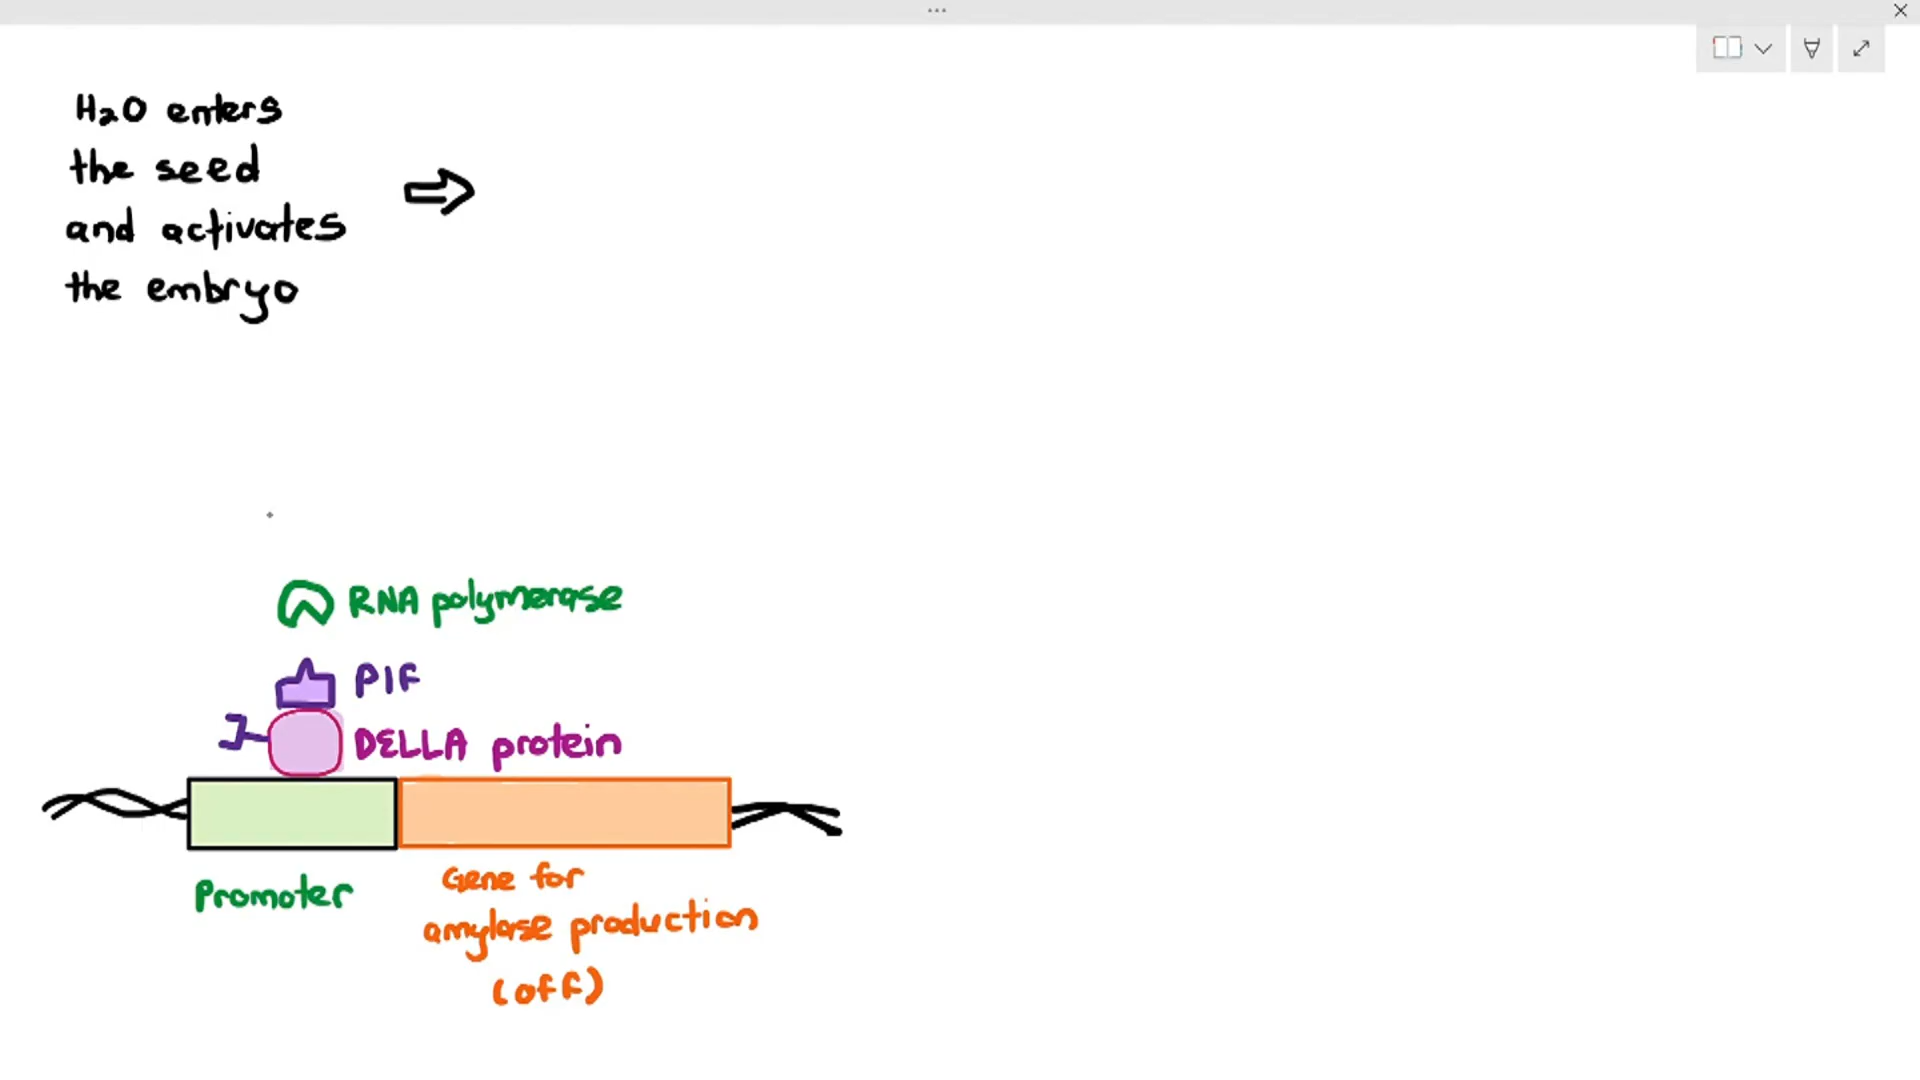 H2O enters
the seed
and activates
the embryo
RNA polymerase
PIF
DELLA protein
Promoter
Gene for
amylase production
(off)